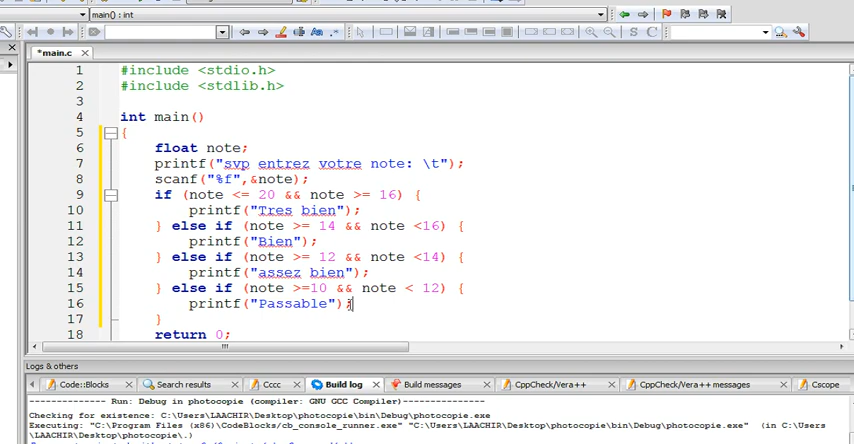 main() : int
*main.c
1 #include <stdio.h>
2 #include <stdlib.h>
3
4 int main()
5 {
6 float note;
7 printf("svp entrez votre note: \t");
8 scanf("%f",&note);
9 if (note <= 20 && note >= 16) {
10 printf("Tres bien");
11 } else if (note >= 14 && note <16) {
12 printf("Bien");
13 } else if (note >= 12 && note <14) {
14 printf("assez bien");
15 } else if (note >=10 && note < 12) {
16 printf("Passable");
17 }
18 return 0;
Logs & others
Code::Blocks Search results Cccc Build log Build messages CppCheck/Vera++ CppCheck/Vera++ messages Cscope
-------------- Run: Debug in photocopie (compiler: GNU GCC Compiler)---------------
Checking for existence: C:\Users\LAACHIR\Desktop\photocopie\bin\Debug\photocopie.exe
Executing: "C:\Program Files (x86)\CodeBlocks/cb_console_runner.exe" "C:\Users\LAACHIR\Desktop\photocopie\bin\Debug\photocopie.exe" (in C:\Users
\LAACHIR\Desktop\photocopie\.)